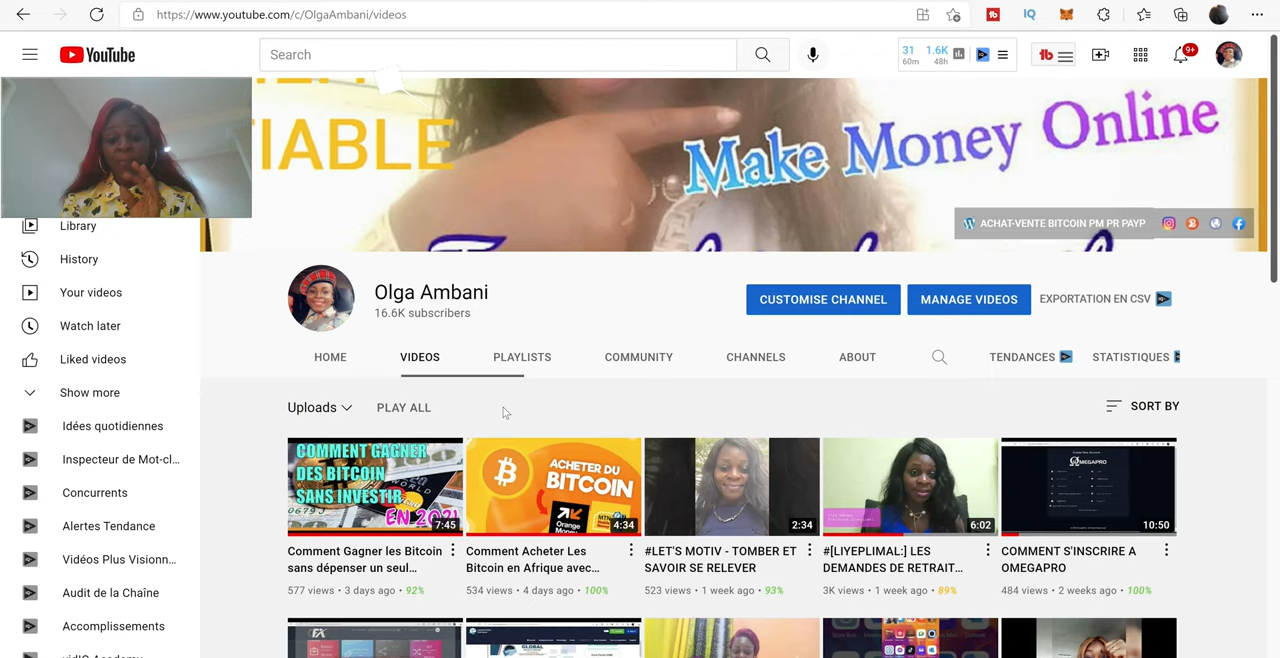 https://www.youtube.com/c/OlgaAmbani/videos
YouTube
Search
31
60m
1.6K
48h
9+
IABLE
Make Money Online
ACHAT-VENTE BITCOIN PM PR PAYP
Library
History
Your videos
Watch later
Liked videos
Show more
Idées quotidiennes
Inspecteur de Mot-cl...
Concurrents
Alertes Tendance
Vidéos Plus Visionn...
Audit de la Chaîne
Accomplissements
vidIQ Academy
Olga Ambani
16.6K subscribers
CUSTOMISE CHANNEL
MANAGE VIDEOS
EXPORTATION EN CSV
HOME
VIDEOS
PLAYLISTS
COMMUNITY
CHANNELS
ABOUT
TENDANCES
STATISTIQUES
Uploads
PLAY ALL
SORT BY
COMMENT GAGNER
DES BITCOIN
SANS INVESTIR
EN 202
7:45
Comment Gagner les Bitcoin
sans dépenser un seul...
577 views • 3 days ago • 92%
ACHETER DU
BITCOIN
Orange
Money
4:34
Comment Acheter Les
Bitcoin en Afrique avec...
534 views • 4 days ago • 100%
2:34
#LET'S MOTIV - TOMBER ET
SAVOIR SE RELEVER
523 views • 1 week ago • 93%
6:02
#[LIYEPLIMAL:] LES
DEMANDES DE RETRAIT...
3K views • 1 week ago • 89%
OMEGAPRO
10:50
COMMENT S'INSCRIRE A
OMEGAPRO
484 views • 2 weeks ago • 100%
FX
GLOBAL